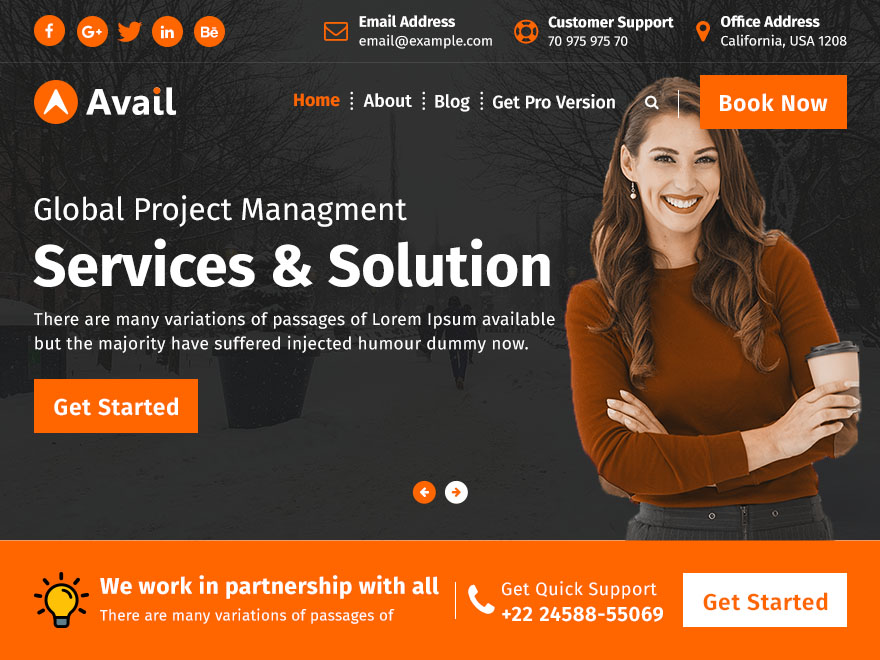 Email Address
email@example.com
Customer Support
70 975 975 70
Office Address
California, USA 1208
Avail
Home
About
Blog
Get Pro Version
Book Now
Global Project Managment
Services & Solution
There are many variations of passages of Lorem Ipsum available
but the majority have suffered injected humour dummy now.
Get Started
We work in partnership with all
There are many variations of passages of
Get Quick Support
+22 24588-55069
Get Started